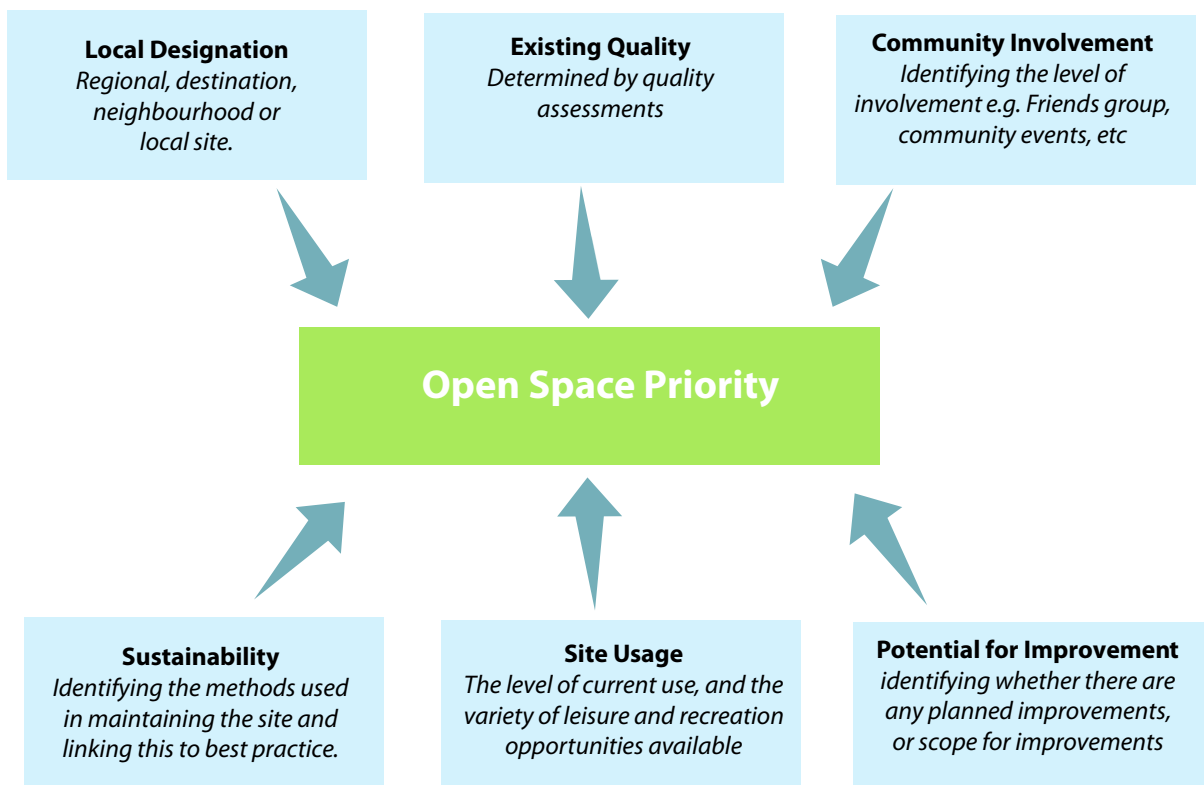 Local Designation
Regional, destination,
neighbourhood or
local site.
Existing Quality
Determined by quality
assessments
Community Involvement
Identifying the level of
involvement e.g. Friends group,
community events, etc
Open Space Priority
Sustainability
Identifying the methods used
in maintaining the site and
linking this to best practice.
Site Usage
The level of current use, and the
variety of leisure and recreation
opportunities available
Potential for Improvement
identifying whether there are
any planned improvements,
or scope for improvements